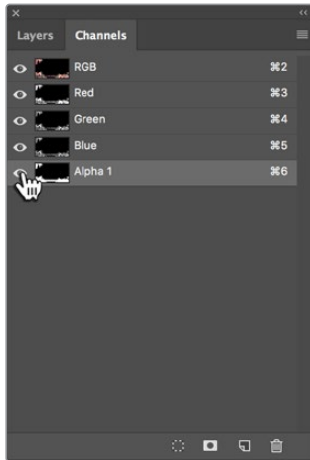 Layers Channels
RGB ⌘2
Red ⌘3
Green ⌘4
Blue ⌘5
Alpha 1 ⌘6